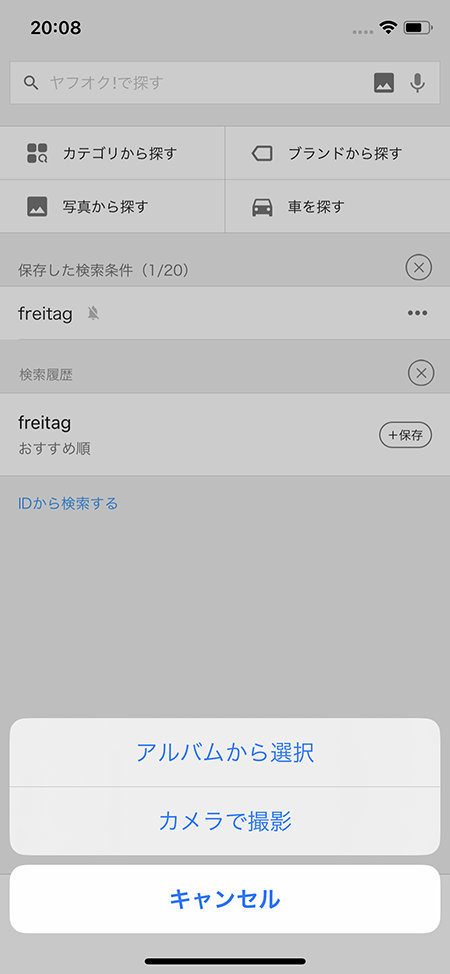 20:08
ヤフオク!で探す
カテゴリから探す
ブランドから探す
写真から探す
車を探す
保存した検索条件（1/20）
freitag
検索履歴
freitag
おすすめ順
+保存
IDから検索する
アルバムから選択
カメラで撮影
キャンセル